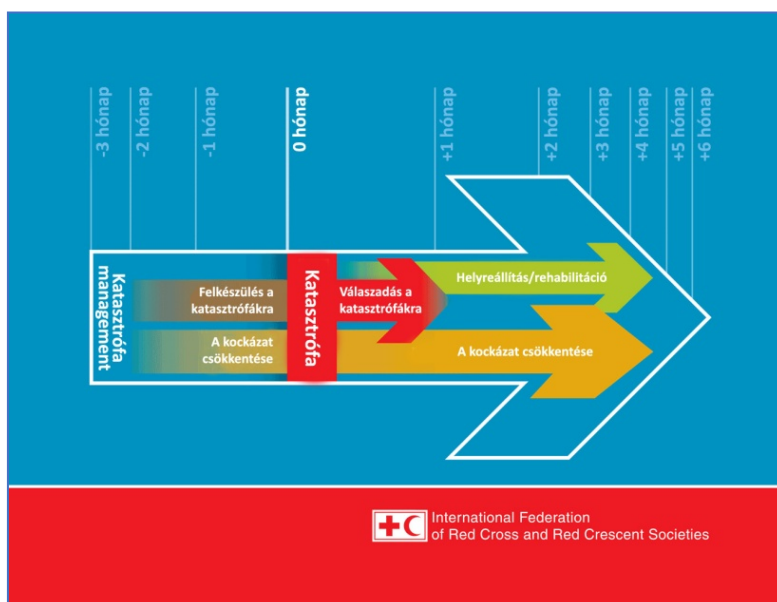 -3 hónap
-2 hónap
-1 hónap
0 hónap
+1 hónap
+2 hónap
+3 hónap
+4 hónap
+5 hónap
+6 hónap
Katasztrófa
management
Felkészülés a
katasztrófákra
A kockázat
csökkentése
Katasztrófa
Válaszadás a
katasztrófákra
Helyreállítás/rehabilitáció
A kockázat csökkentése
International Federation
of Red Cross and Red Crescent Societies